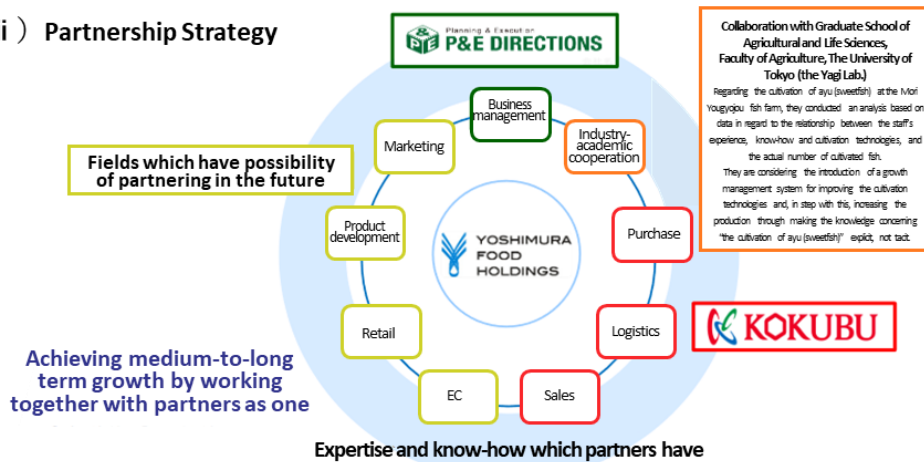 i ) Partnership Strategy
Planning & Execution
P&E DIRECTIONS
Collaboration with Graduate School of
Agricultural and Life Sciences,
Faculty of Agriculture, The University of
Tokyo (the Yagi Lab.)
Regarding the cultivation of ayu (sweetfish) at the Mori
Yougyojou fish farm, they conducted an analysis based on
data in regard to the relationship between the staff's
experience, know-how and cultivation technologies, and
the actual number of cultivated fish.
They are considering the introduction of a growth
management system for improving the cultivation
technologies and, in step with this, increasing the
production through making the knowledge concerning
"the cultivation of ayu (sweetfish)" explicit, not tacit.
Business
management
Marketing
Industry-
academic
cooperation
Fields which have possibility
of partnering in the future
Product
development
Purchase
YOSHIMURA
FOOD
HOLDINGS
Retail
Logistics
KOKUBU
Achieving medium-to-long
term growth by working
together with partners as one
EC
Sales
Expertise and know-how which partners have